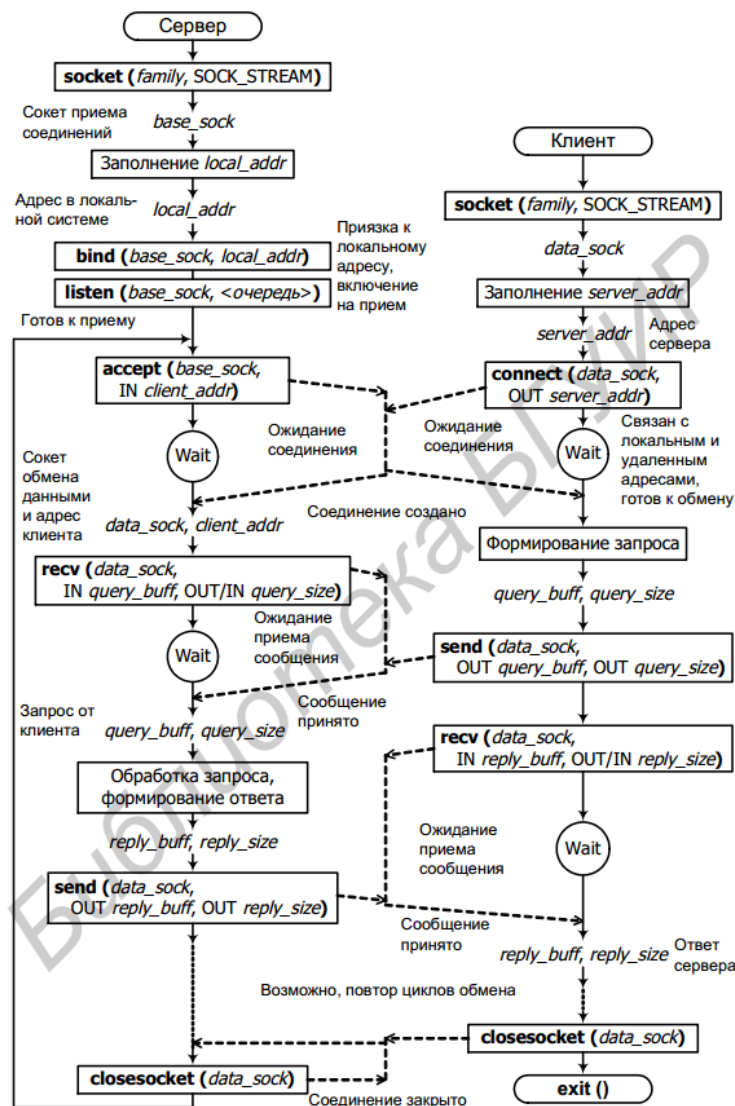 Сервер
socket (family, SOCK_STREAM)
Сокет приема
соединений
base_sock
Заполнение local_addr
Адрес в локаль-
ной системе
local_addr
bind (base_sock, local_addr)
Приязка к
локальному
адресу,
включение
на прием
listen (base_sock, <очередь>)
Готов к приему
accept (base_sock,
IN client_addr)
Wait
Ожидание
соединения
Сокет
обмена
данными
и адрес
клиента
data_sock, client_addr
recv (data_sock,
IN query_buff, OUT/IN query_size)
Ожидание
приема
сообщения
Wait
Запрос от
клиента
query_buff, query_size
Обработка запроса,
формирование ответа
reply_buff, reply_size
send (data_sock,
OUT reply_buff, OUT reply_size)
closesocket (data_sock)
Клиент
socket (family, SOCK_STREAM)
data_sock
Заполнение server_addr
server_addr
Адрес
сервера
connect (data_sock,
OUT server_addr)
Ожидание
соединения
Wait
Связан с
локальным и
удаленным
адресами,
готов к обмену
Соединение создано
Формирование запроса
query_buff, query_size
send (data_sock,
OUT query_buff, OUT query_size)
Сообщение
принято
recv (data_sock,
IN reply_buff, OUT/IN reply_size)
Ожидание
приема
сообщения
Wait
Сообщение
принято
reply_buff, reply_size
Ответ
сервера
Возможно, повтор циклов обмена
closesocket (data_sock)
Соединение закрыто
exit ()
Библиотека БГУИР